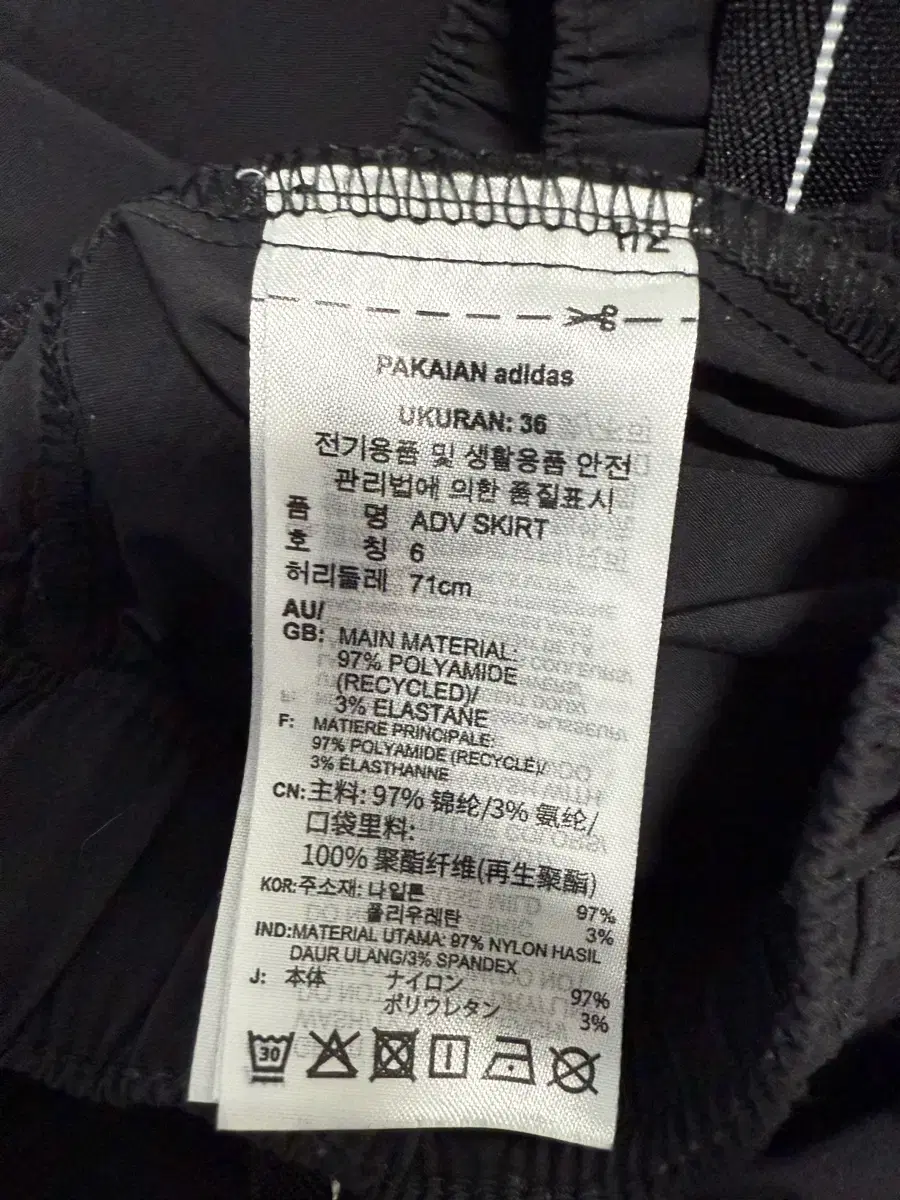 PAKAIAN adidas
UKURAN: 36
전기용품 및 생활용품 안전
관리법에 의한 품질표시
품 명 ADV SKIRT
호 칭 6
허리둘레 71cm
AU/
GB: MAIN MATERIAL:
97% POLYAMIDE
(RECYCLED)/
3% ELASTANE
F: MATIERE PRINCIPALE:
97% POLYAMIDE (RECYCLÉ)/
3% ÉLASTHANNE
CN:主料: 97% 锦纶/3% 氨纶/
口袋里料:
100% 聚酯纤维(再生聚酯)
KOR:주소재: 나일론 97%
폴리우레탄 3%
IND:MATERIAL UTAMA: 97% NYLON HASIL
DAUR ULANG/3% SPANDEX
J: 本体 ナイロン 97%
ポリウレタン 3%
30